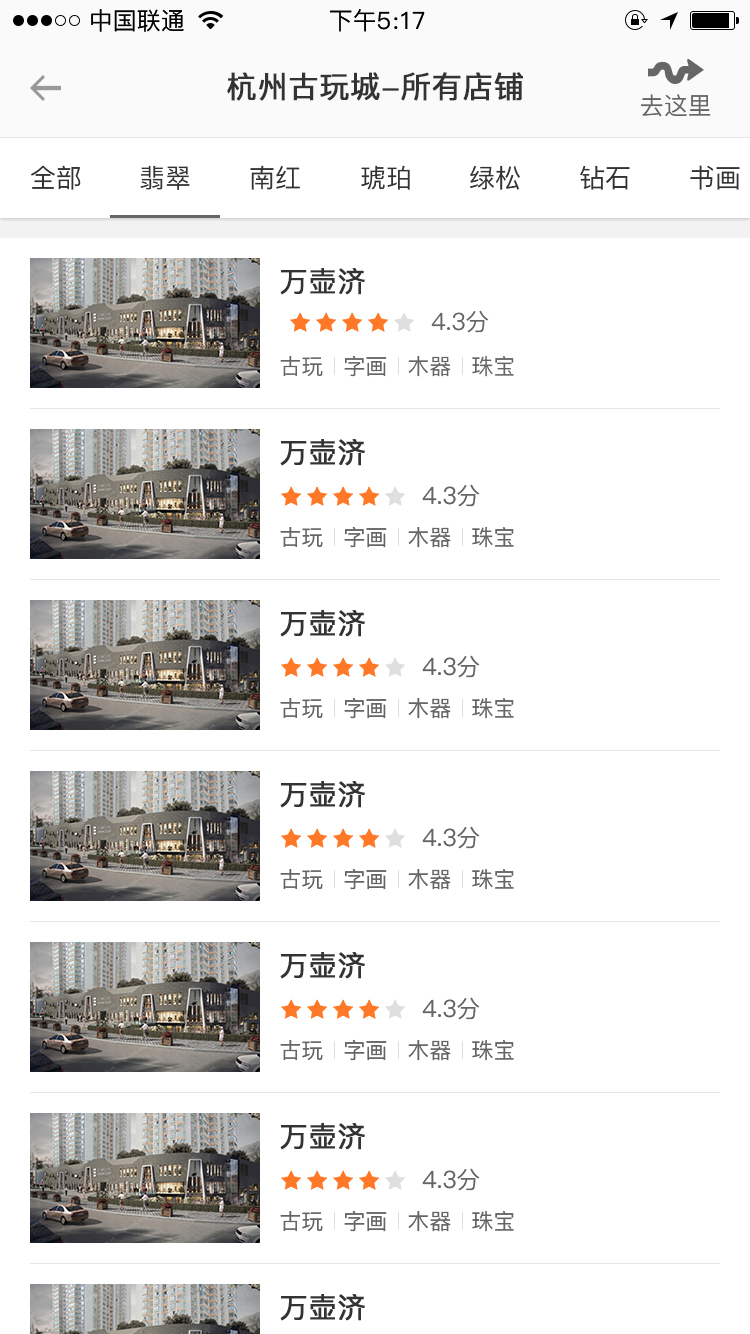 中国联通 下午5:17
杭州古玩城-所有店铺
去这里
全部 翡翠 南红 琥珀 绿松 钻石 书画
万壶济
4.3分
古玩 字画 木器 珠宝
万壶济
4.3分
古玩 字画 木器 珠宝
万壶济
4.3分
古玩 字画 木器 珠宝
万壶济
4.3分
古玩 字画 木器 珠宝
万壶济
4.3分
古玩 字画 木器 珠宝
万壶济
4.3分
古玩 字画 木器 珠宝
万壶济